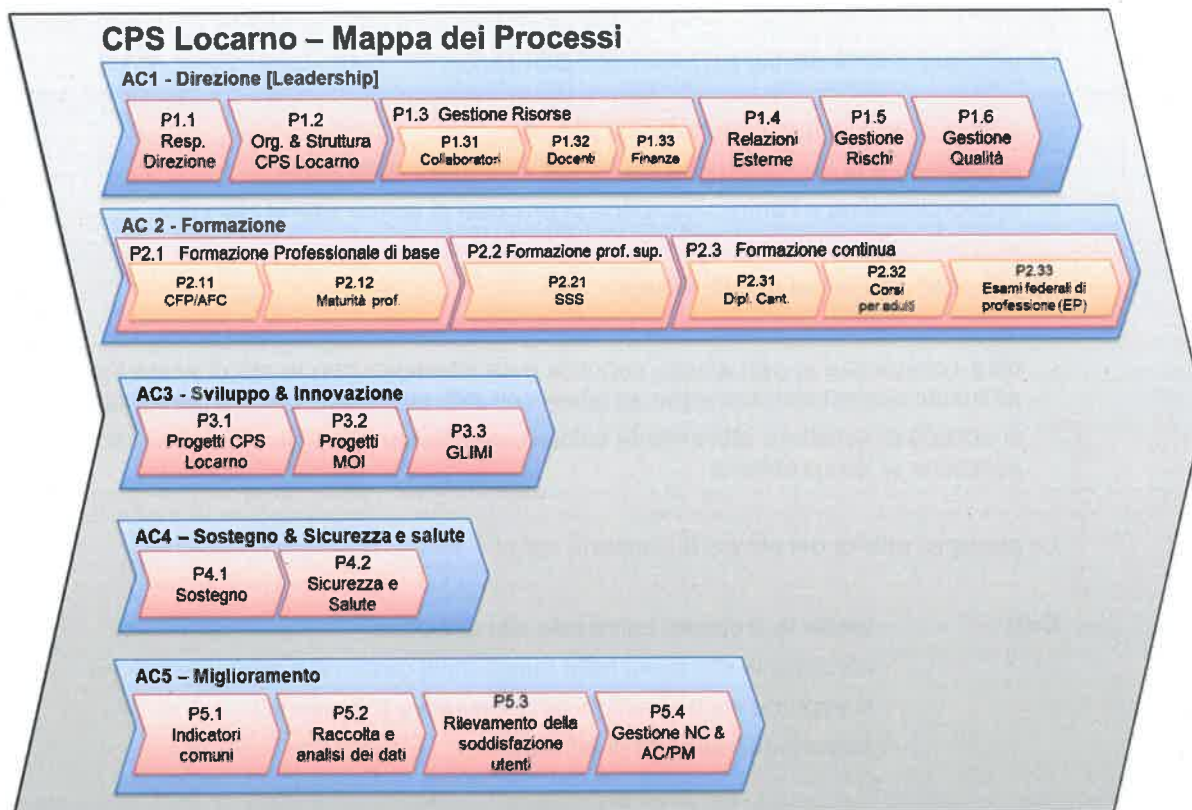 CPS Locarno – Mappa dei Processi
AC1 - Direzione [Leadership]
P1.1
Resp.
Direzione
P1.2
Org. & Struttura
CPS Locarno
P1.3 Gestione Risorse
P1.31
Collaboratori
P1.32
Docenti
P1.33
Finanze
P1.4
Relazioni
Esterne
P1.5
Gestione
Rischi
P1.6
Gestione
Qualità
AC 2 - Formazione
P2.1 Formazione Professionale di base
P2.11
CFP/AFC
P2.12
Maturità prof.
P2.2 Formazione prof. sup.
P2.21
SSS
P2.3 Formazione continua
P2.31
Dipl. Cant.
P2.32
Corsi
per adulti
P2.33
Esami federali di
professione (EP)
AC3 - Sviluppo & Innovazione
P3.1
Progetti CPS
Locarno
P3.2
Progetti
MOI
P3.3
GLIMI
AC4 – Sostegno & Sicurezza e salute
P4.1
Sostegno
P4.2
Sicurezza e
Salute
AC5 – Miglioramento
P5.1
Indicatori
comuni
P5.2
Raccolta e
analisi dei dati
P5.3
Rilevamento della
soddisfazione
utenti
P5.4
Gestione NC &
AC/PM